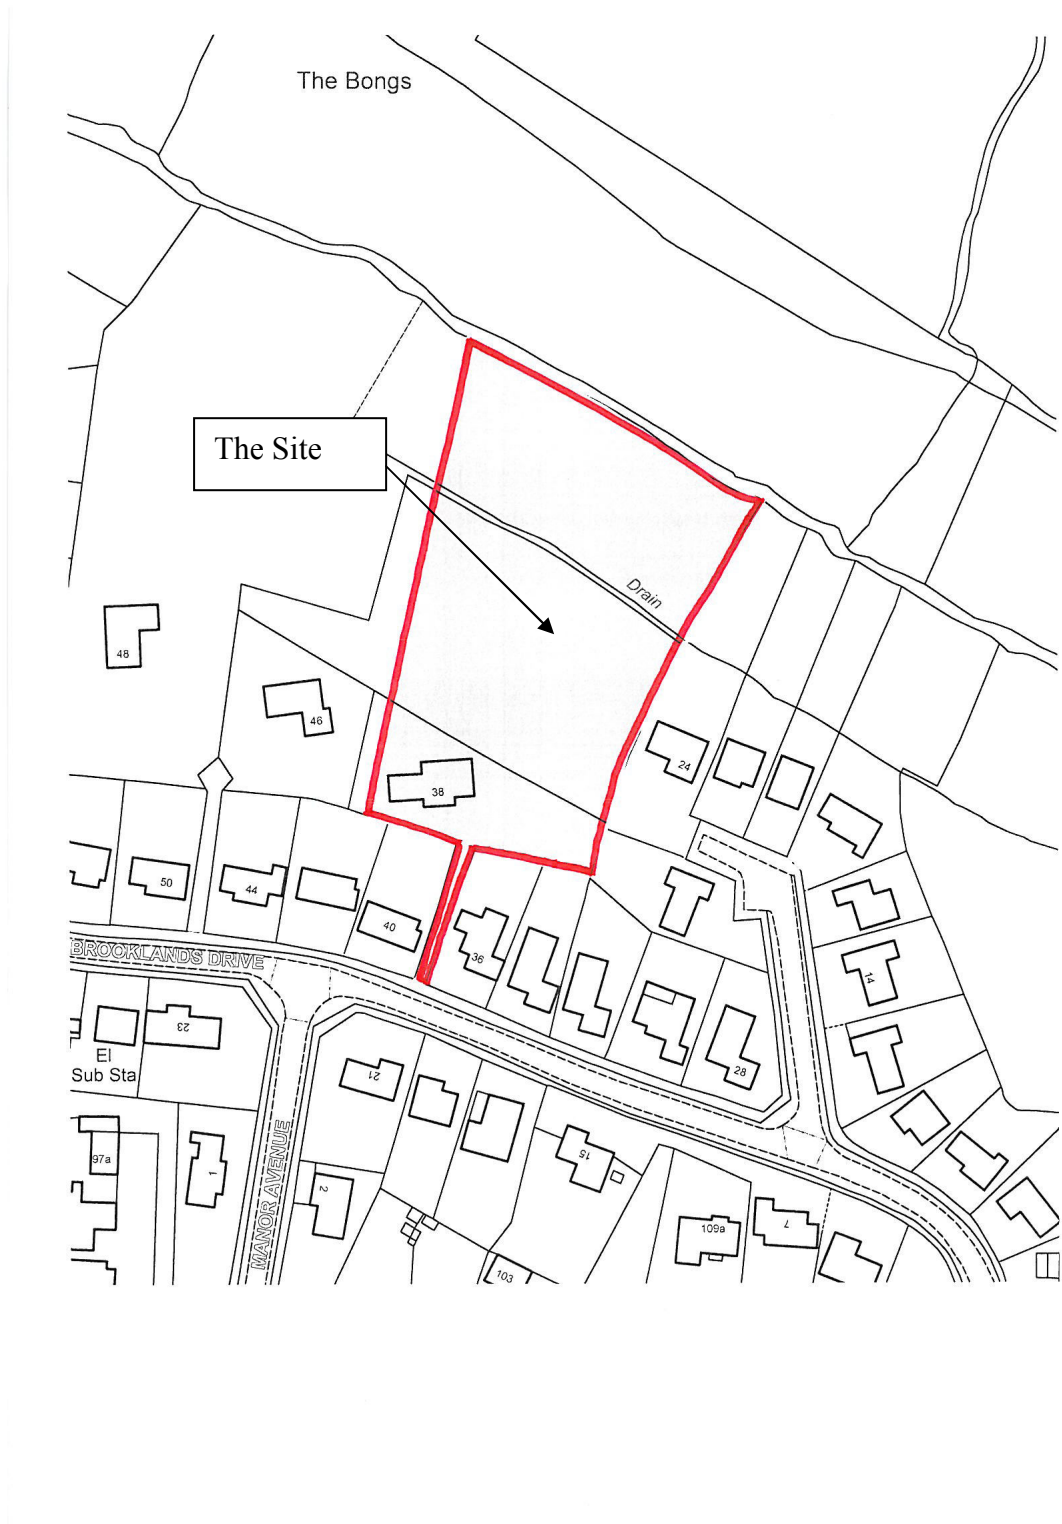 The Bongs
The Site
Drain
48
46
24
38
50
44
40
36
14
BROOKLANDS DRIVE
23
El
Sub Sta
28
21
MANOR AVENUE
97a
1
2
15
109a
7
103